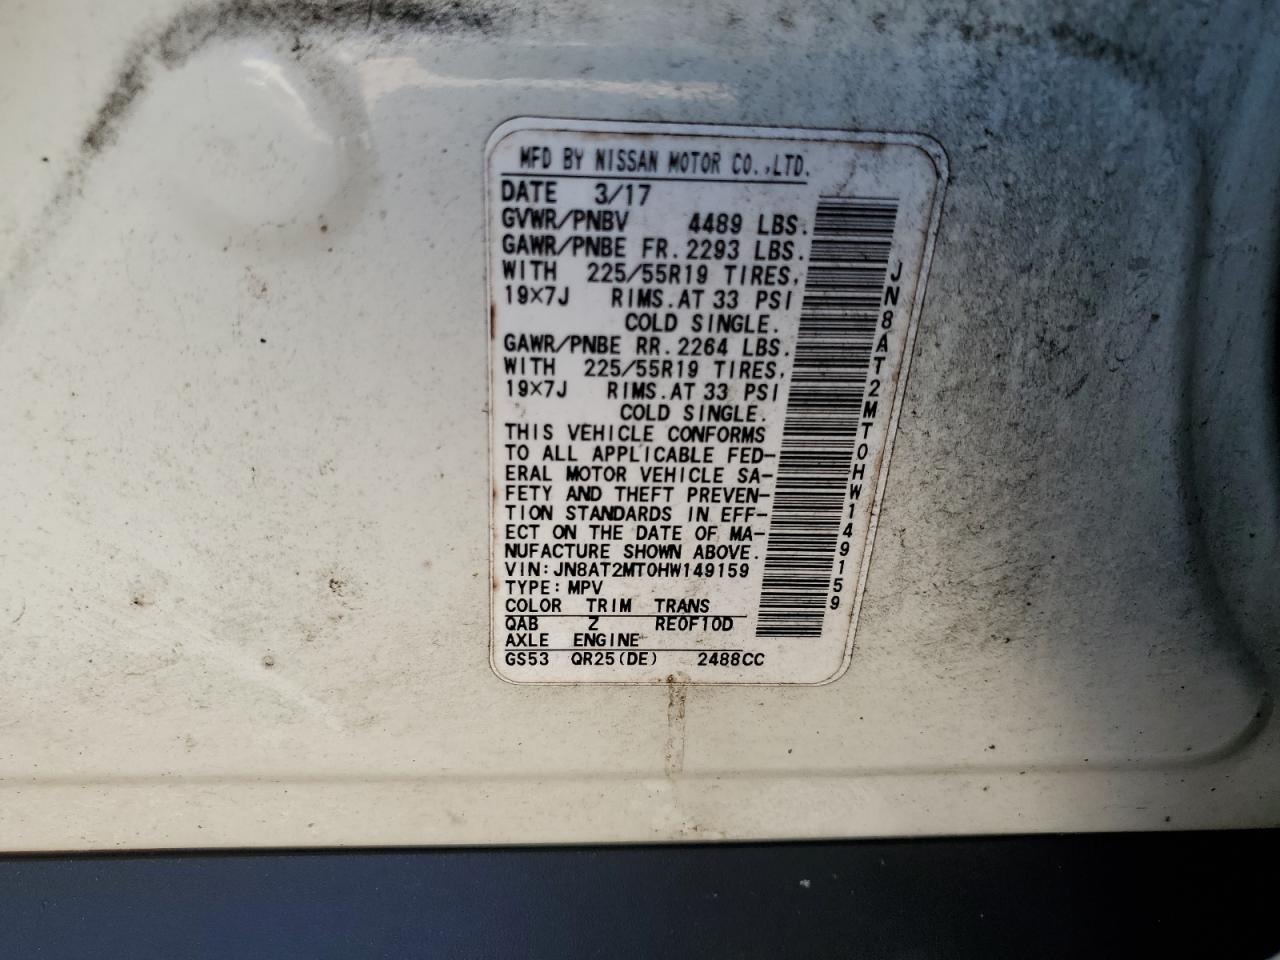 MFD BY NISSAN MOTOR CO.,LTD.
DATE 3/17
GVWR/PNBV 4489 LBS.
GAWR/PNBE FR. 2293 LBS.
WITH 225/55R19 TIRES,
19×7J RIMS. AT 33 PSI
COLD SINGLE.
GAWR/PNBE RR. 2264 LBS.
WITH 225/55R19 TIRES,
19×7J RIMS. AT 33 PSI
COLD SINGLE.
THIS VEHICLE CONFORMS
TO ALL APPLICABLE FED-
ERAL MOTOR VEHICLE SA-
FETY AND THEFT PREVEN-
TION STANDARDS IN EFF-
ECT ON THE DATE OF MA-
NUFACTURE SHOWN ABOVE.
VIN: JN8AT2MT0HW149159
TYPE: MPV
COLOR TRIM TRANS
QAB Z RE0F10D
AXLE ENGINE
GS53 QR25(DE) 2488CC
JN8AT2MT0HW149159